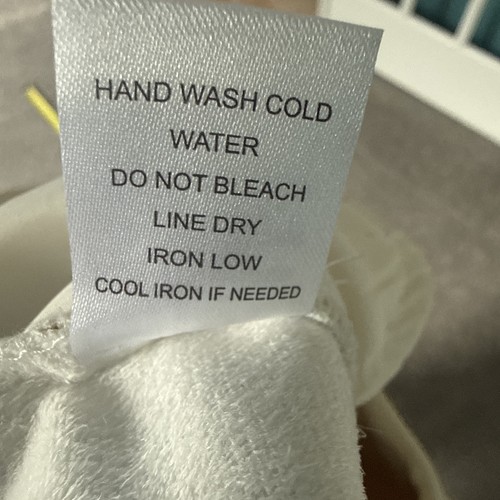 HAND WASH COLD
WATER
DO NOT BLEACH
LINE DRY
IRON LOW
COOL IRON IF NEEDED